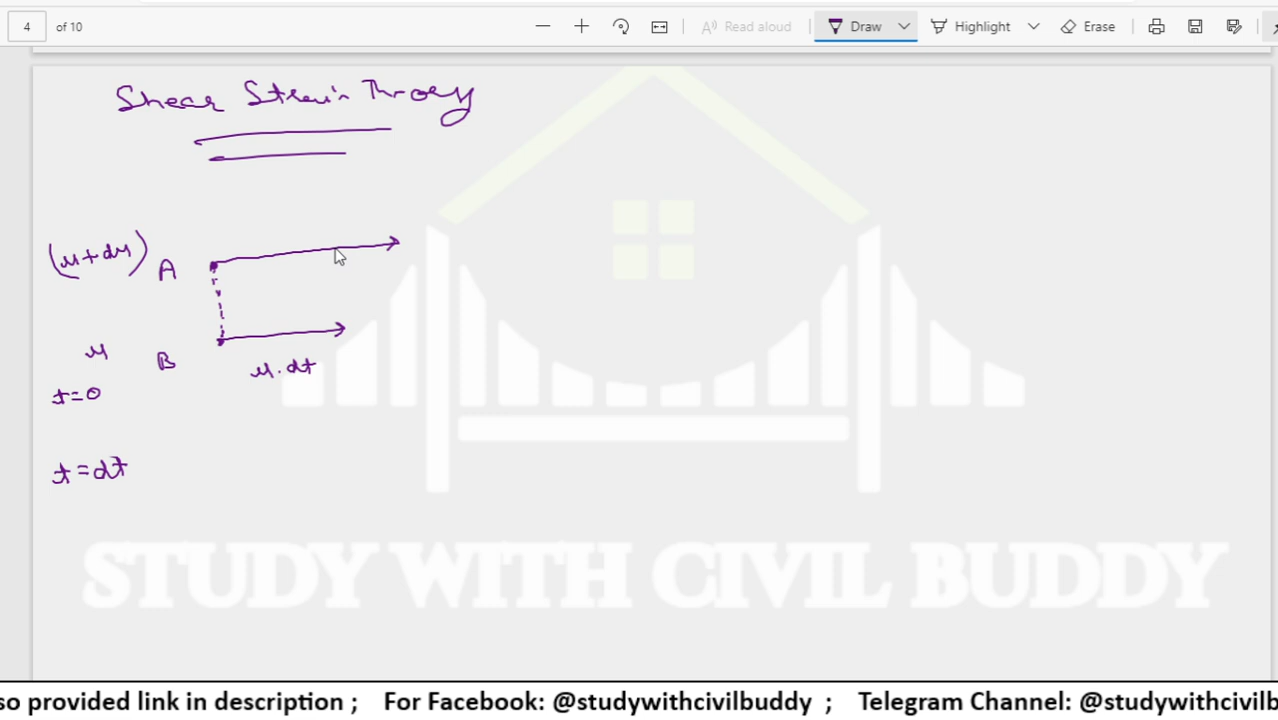 4 of 10 Read aloud Draw Highlight Erase
Shear Strain Theory
(u+du) A
u B
u.dt
t=0
t=dt
STUDY WITH CIVIL BUDDY
so provided link in description ; For Facebook: @studywithcivilbuddy ; Telegram Channel: @studywithcivilb